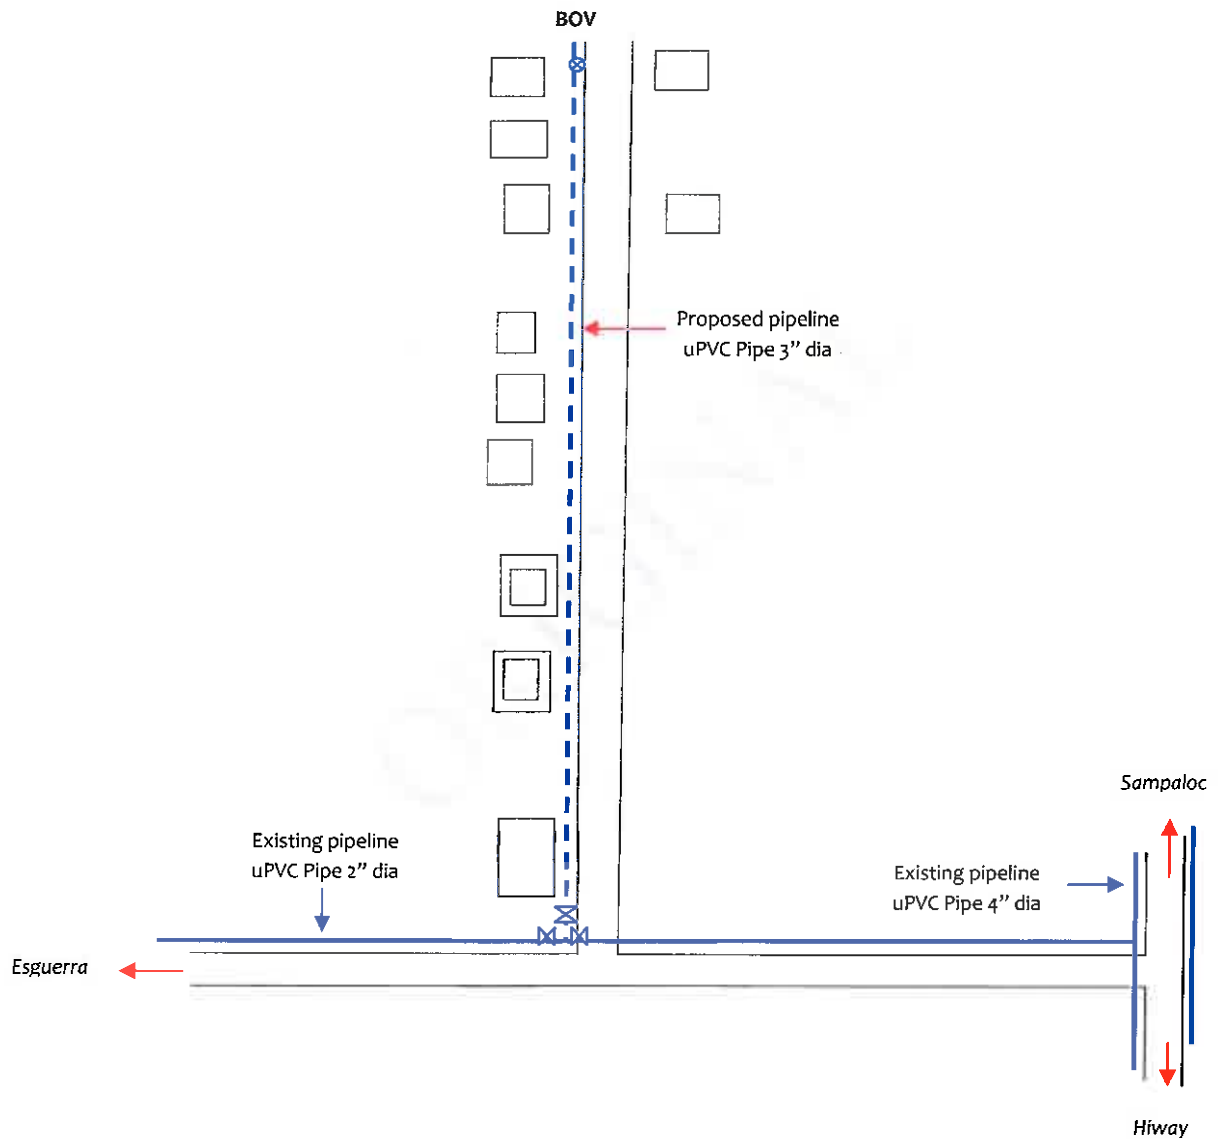 BOV
Proposed pipeline
uPVC Pipe 3” dia
Sampaloc
Existing pipeline
uPVC Pipe 2” dia
Existing pipeline
uPVC Pipe 4” dia
Esguerra
Hiway